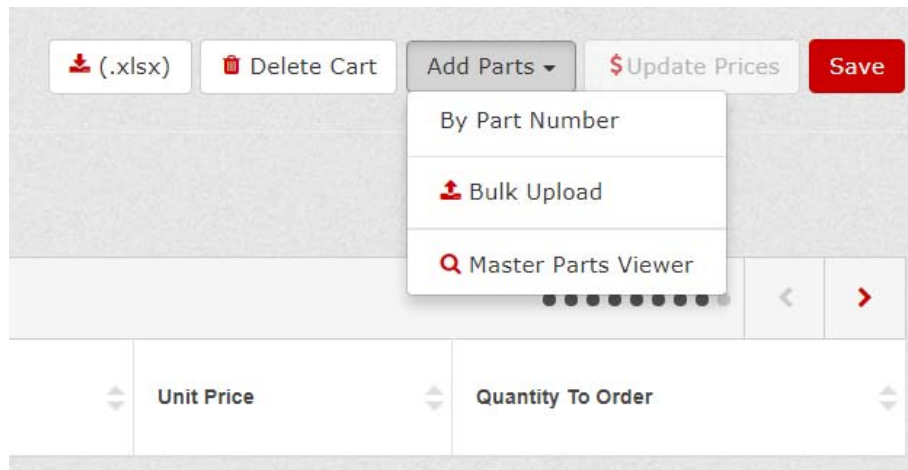 (.xlsx) Delete Cart Add Parts $Update Prices Save
By Part Number
Bulk Upload
Master Parts Viewer
Unit Price Quantity To Order